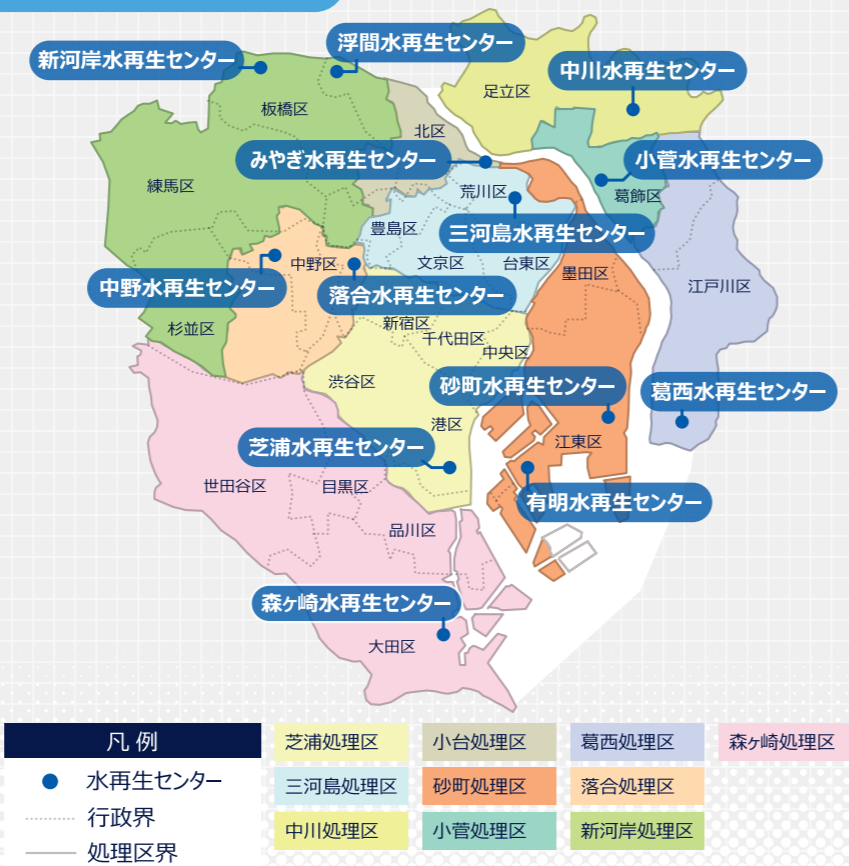 浮間水再生センター
新河岸水再生センター
中川水再生センター
足立区
板橋区
北区
みやぎ水再生センター
小菅水再生センター
練馬区
荒川区
葛飾区
豊島区
三河島水再生センター
文京区
台東区
中野区
墨田区
中野水再生センター
落合水再生センター
江戸川区
杉並区
新宿区
千代田区
中央区
渋谷区
砂町水再生センター
葛西水再生センター
港区
芝浦水再生センター
江東区
世田谷区
目黒区
有明水再生センター
品川区
森ヶ崎水再生センター
大田区
凡例
水再生センター
行政界
処理区界
芝浦処理区
小台処理区
葛西処理区
森ヶ崎処理区
三河島処理区
砂町処理区
落合処理区
中川処理区
小菅処理区
新河岸処理区